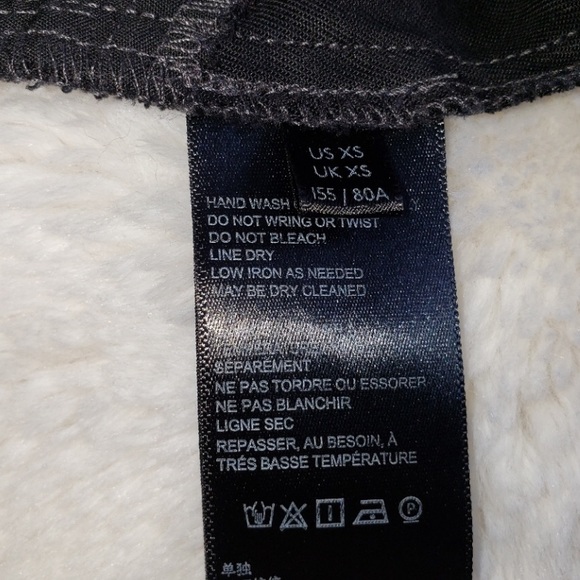 US XS
UK XS
155 / 80A
HAND WASH
DO NOT WRING OR TWIST
DO NOT BLEACH
LINE DRY
LOW IRON AS NEEDED
MAY BE DRY CLEANED
SÉPARÉMENT
NE PAS TORDRE OU ESSORER
NE PAS BLANCHIR
LIGNE SEC
REPASSER, AU BESOIN, À
TRÉS BASSE TEMPÉRATURE
P
单独